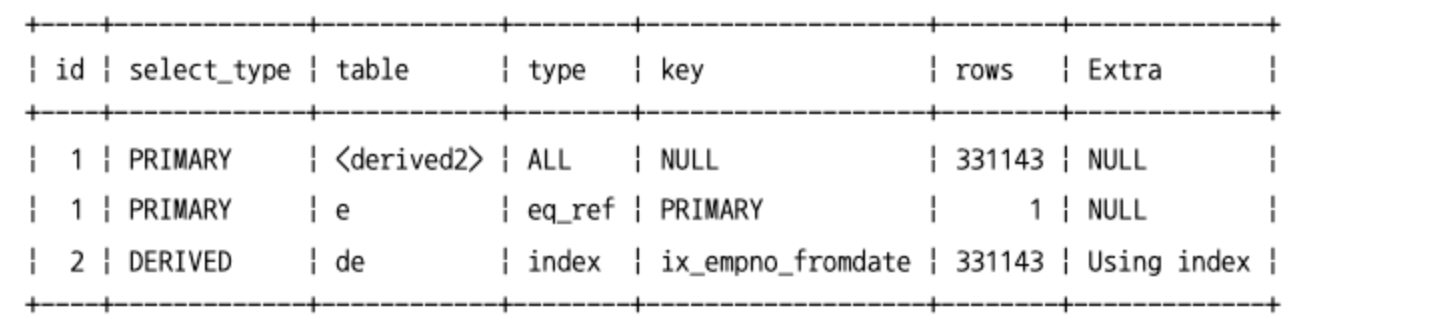 +----+-------------+------------+--------+-------------------+--------+-------------+
| id | select_type | table      | type   | key               | rows   | Extra       |
+----+-------------+------------+--------+-------------------+--------+-------------+
|  1 | PRIMARY     | <derived2> | ALL    | NULL              | 331143 | NULL        |
|  1 | PRIMARY     | e          | eq_ref | PRIMARY           |      1 | NULL        |
|  2 | DERIVED     | de         | index  | ix_empno_fromdate | 331143 | Using index |
+----+-------------+------------+--------+-------------------+--------+-------------+